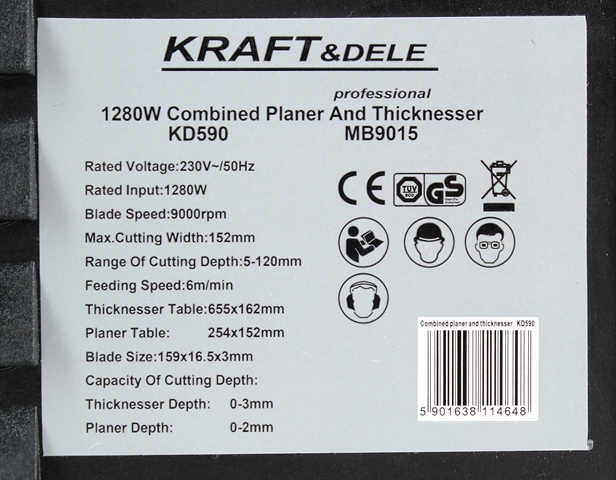 KRAFT&DELE
professional
1280W Combined Planer And Thicknesser
KD590 MB9015
Rated Voltage:230V~/50Hz
Rated Input:1280W
Blade Speed:9000rpm
Max.Cutting Width:152mm
Range Of Cutting Depth:5-120mm
Feeding Speed:6m/min
Thicknesser Table:655x162mm
Planer Table: 254x152mm
Blade Size:159x16.5x3mm
Capacity Of Cutting Depth:
Thicknesser Depth: 0-3mm
Planer Depth: 0-2mm
CE TÜV GS
Combined planer and thicknesser KD590
5 901638 114648